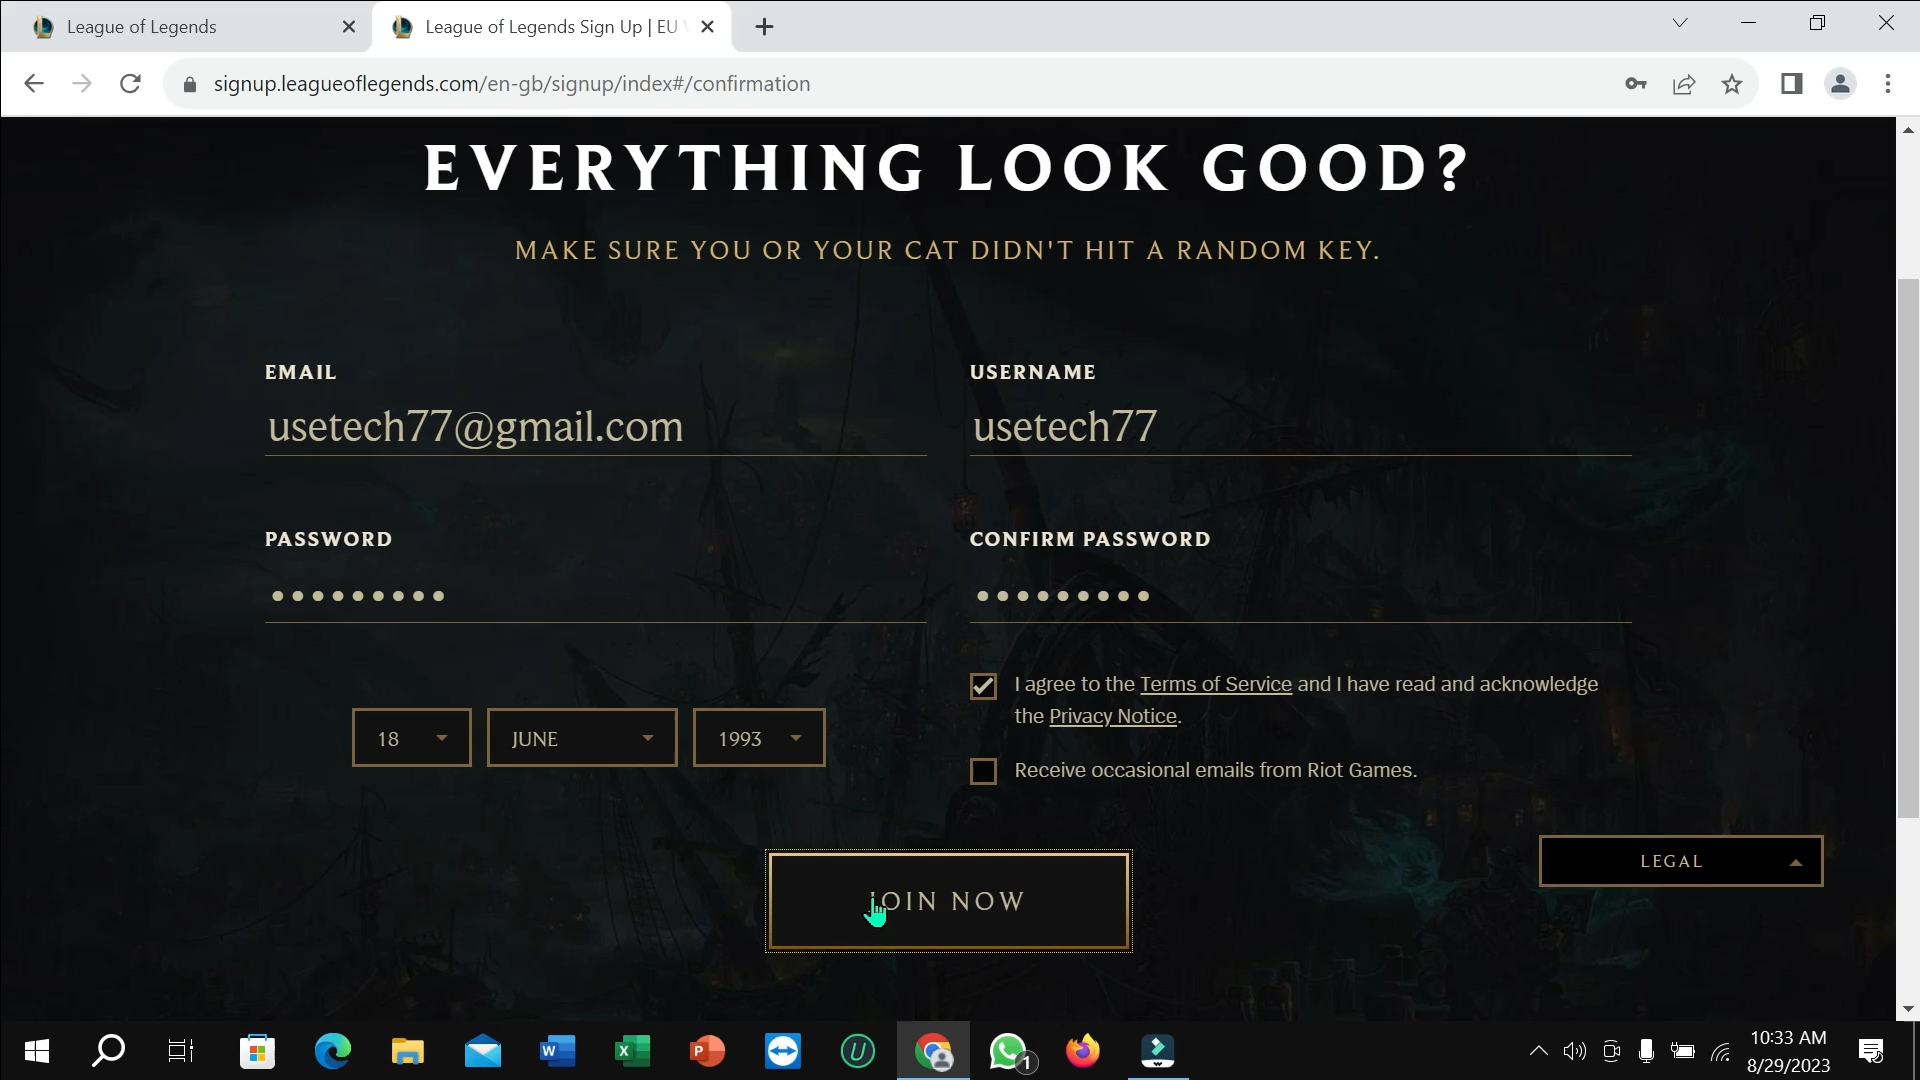 League of Legends
League of Legends Sign Up | EU
signup.leagueoflegends.com/en-gb/signup/index#/confirmation
EVERYTHING LOOK GOOD?
MAKE SURE YOU OR YOUR CAT DIDN'T HIT A RANDOM KEY.
EMAIL
usetech77@gmail.com
USERNAME
usetech77
PASSWORD
CONFIRM PASSWORD
18
JUNE
1993
I agree to the Terms of Service and I have read and acknowledge
the Privacy Notice.
Receive occasional emails from Riot Games.
LEGAL
JOIN NOW
W
X
P
U
1
10:33 AM
8/29/2023